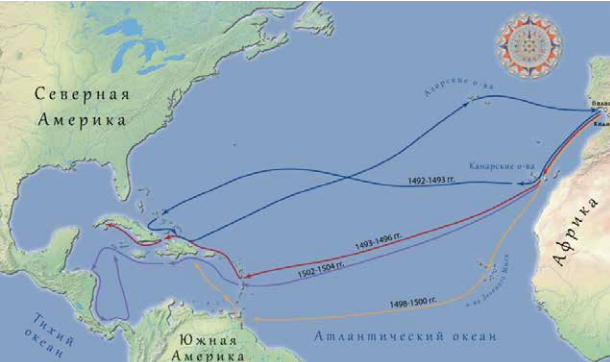 Северная
Америка
Азорские о-ва
Канарские о-ва
1492-1493 гг.
1493-1496 гг.
1502-1504 гг.
1498-1500 гг.
Африка
Тихий
океан
Южная
Америка
Атлантический океан